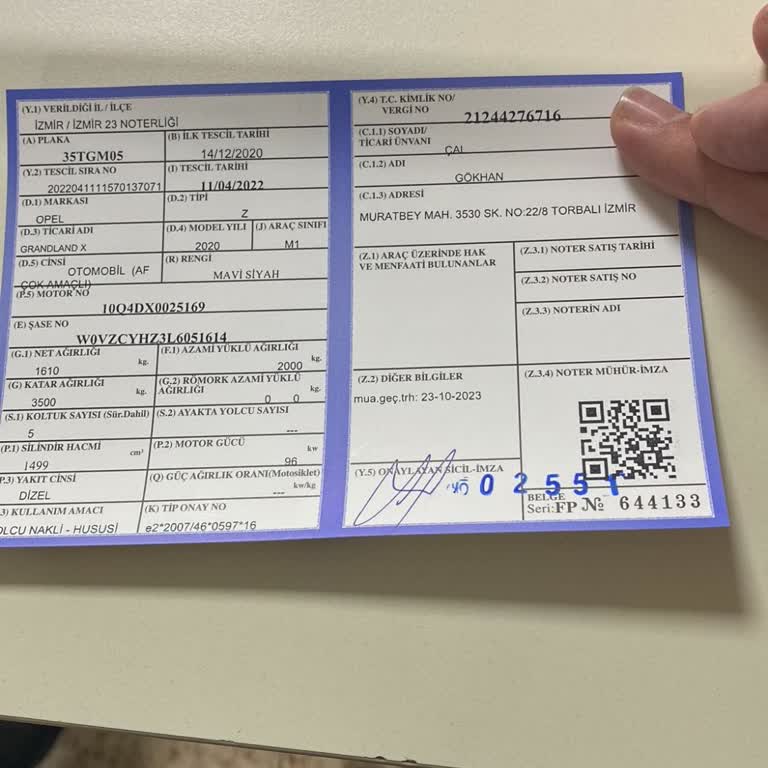 (Y.1) VERİLDİĞİ İL / İLÇE
İZMİR / İZMİR 23 NOTERLİĞİ
(A) PLAKA
35TGM05
(B) İLK TESCİL TARİHİ
14/12/2020
(Y.2) TESCİL SIRA NO
2022041111570137071
(I) TESCİL TARİHİ
11/04/2022
(D.1) MARKASI
OPEL
(D.2) TİPİ
Z
(D.3) TİCARİ ADI
GRANDLAND X
(D.4) MODEL YILI
2020
(J) ARAÇ SINIFI
M1
(D.5) CİNSİ
OTOMOBİL (AF
ÇOK AMAÇLI)
(R) RENGİ
MAVİ SİYAH
(P.5) MOTOR NO
10Q4DX0025169
(E) ŞASE NO
W0VZCYHZ3L6051614
(G.1) NET AĞIRLIĞI
1610 kg.
(F.1) AZAMİ YÜKLÜ AĞIRLIĞI
2000 kg.
(G) KATAR AĞIRLIĞI
3500 kg.
(G.2) RÖMORK AZAMİ YÜKLÜ
AĞIRLIĞI
0 0 kg.
(S.1) KOLTUK SAYISI (Sür.Dahil)
5
(S.2) AYAKTA YOLCU SAYISI
---
(P.1) SİLİNDİR HACMİ
1499 cm³
(P.2) MOTOR GÜCÜ
96 kw
P.3) YAKIT CİNSİ
DİZEL
(Q) GÜÇ AĞIRLIK ORANI(Motosiklet)
--- kw/kg
3) KULLANIM AMACI
OLCU NAKLİ - HUSUSİ
(K) TİP ONAY NO
e2*2007/46*0597*16
(Y.4) T.C. KİMLİK NO/
VERGİ NO
21244276716
(C.1.1) SOYADI/
TİCARİ ÜNVANI
(C.1.2) ADI
GÖKHAN
(C.1.3) ADRESİ
MURATBEY MAH. 3530 SK. NO:22/8 TORBALI İZMİR
(Z.1) ARAÇ ÜZERİNDE HAK
VE MENFAATİ BULUNANLAR
(Z.3.1) NOTER SATIŞ TARİHİ
(Z.3.2) NOTER SATIŞ NO
(Z.3.3) NOTERİN ADI
(Z.2) DİĞER BİLGİLER
mua.geç.trh: 23-10-2023
(Z.3.4) NOTER MÜHÜR-İMZA
(Y.5) ONAYLAYAN SİCİL-İMZA
0 2 5 5 1
BELGE
Seri:FP № 644133